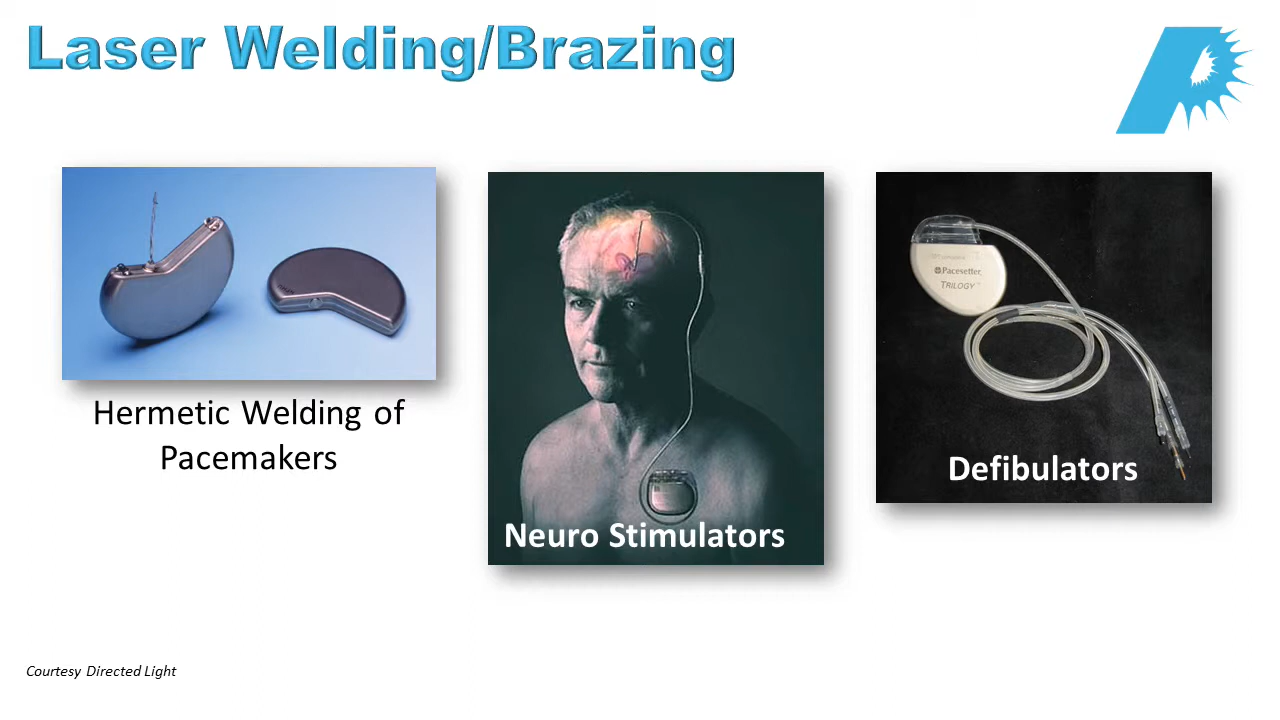 Laser Welding/Brazing
Hermetic Welding of
Pacemakers
Neuro Stimulators
Pacesetter
TRILOGY
Defibulators
Courtesy Directed Light